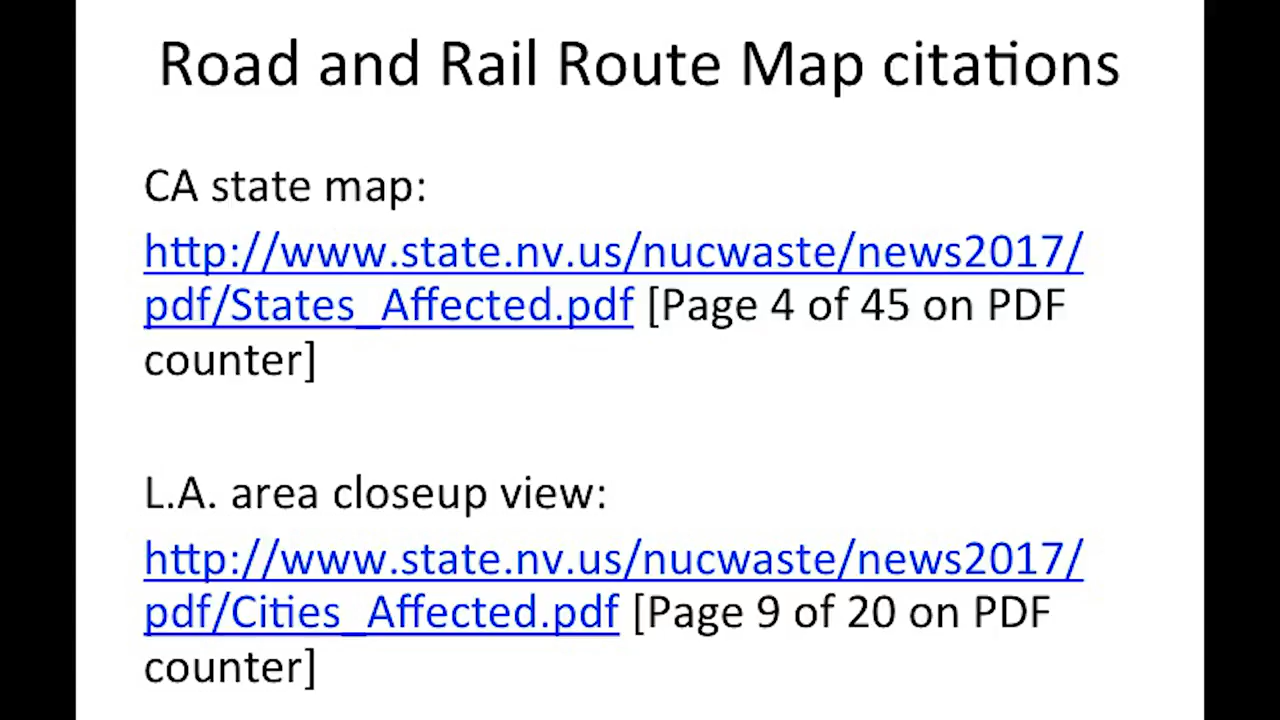 Road and Rail Route Map citations
CA state map:
http://www.state.nv.us/nucwaste/news2017/
pdf/States_Affected.pdf [Page 4 of 45 on PDF
counter]
L.A. area closeup view:
http://www.state.nv.us/nucwaste/news2017/
pdf/Cities_Affected.pdf [Page 9 of 20 on PDF
counter]